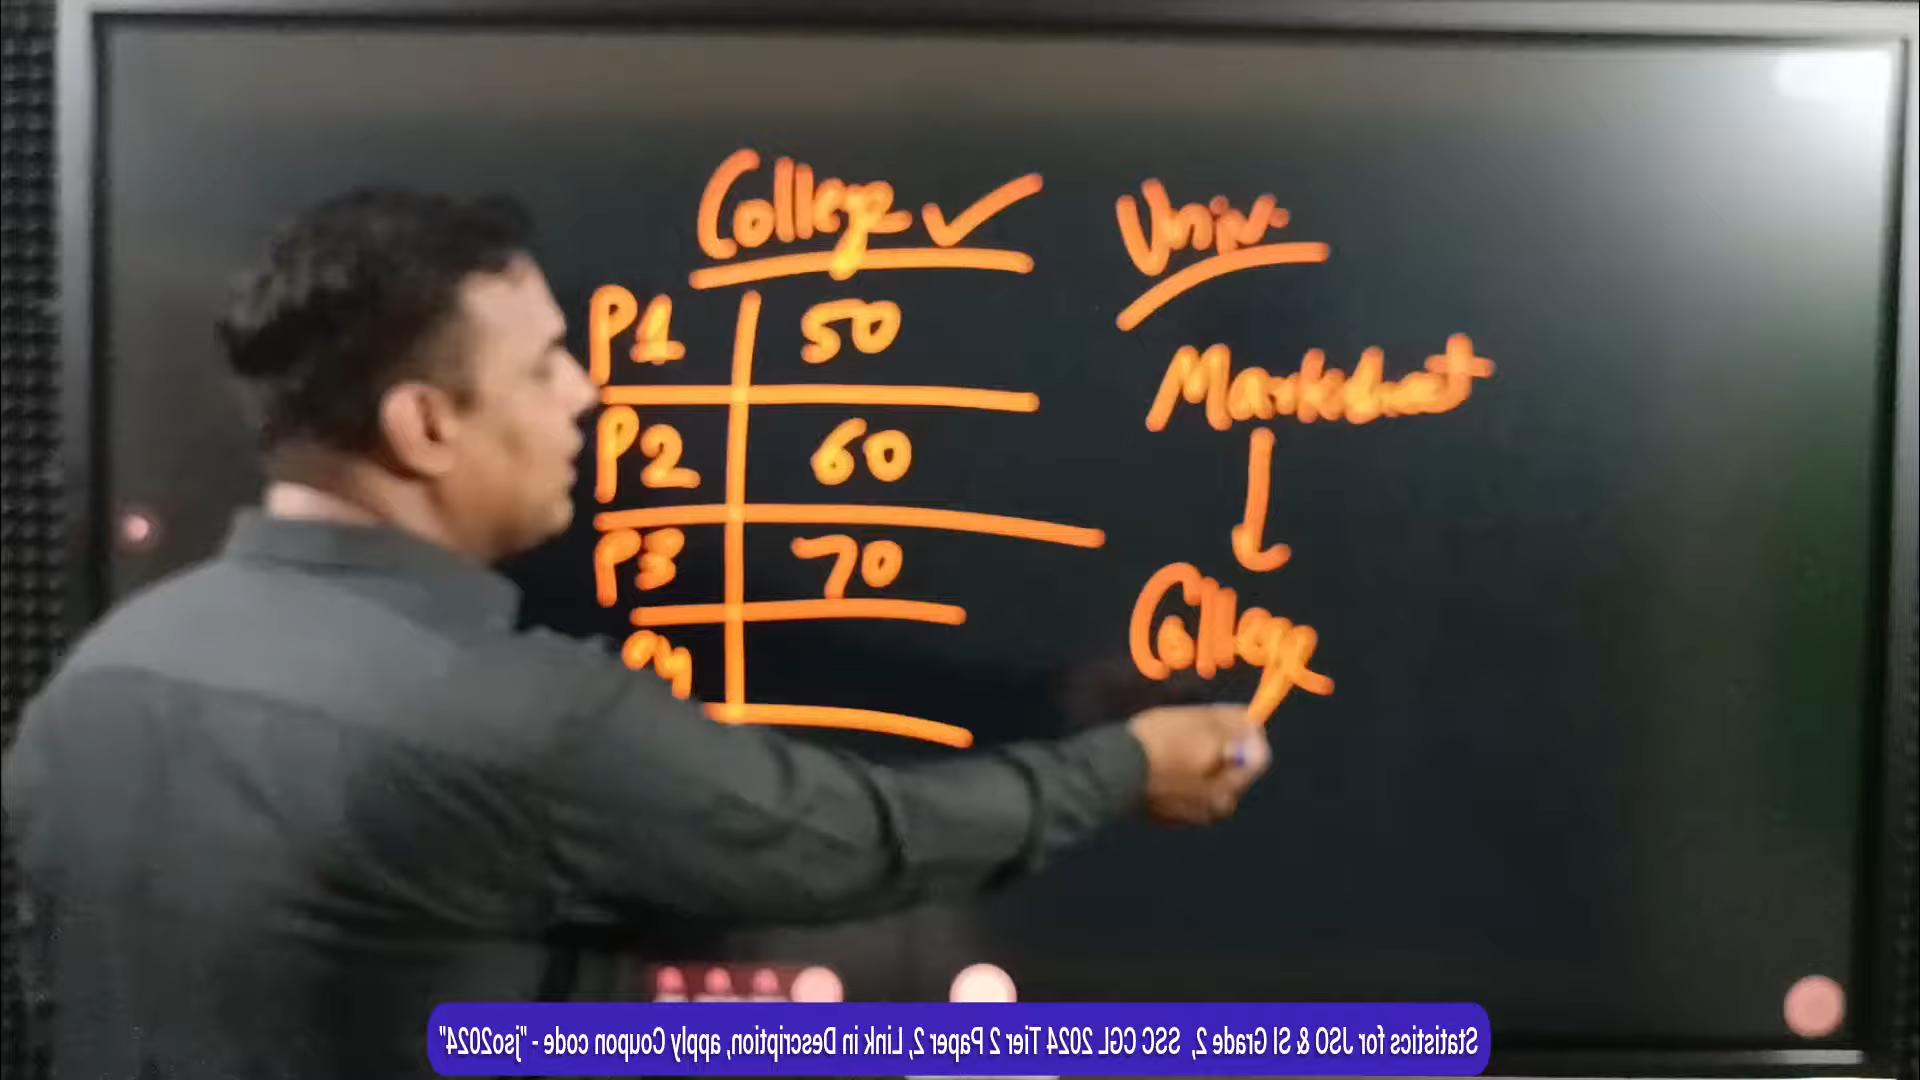 College ✓
Univ.
P1 50
P2 60
P3 70
Marksheet
College
Statistics for JSO & SI Grade 2, SSC CGL 2024 Tier 2 Paper 2, Link in Description, apply Coupon code - "jso2024"